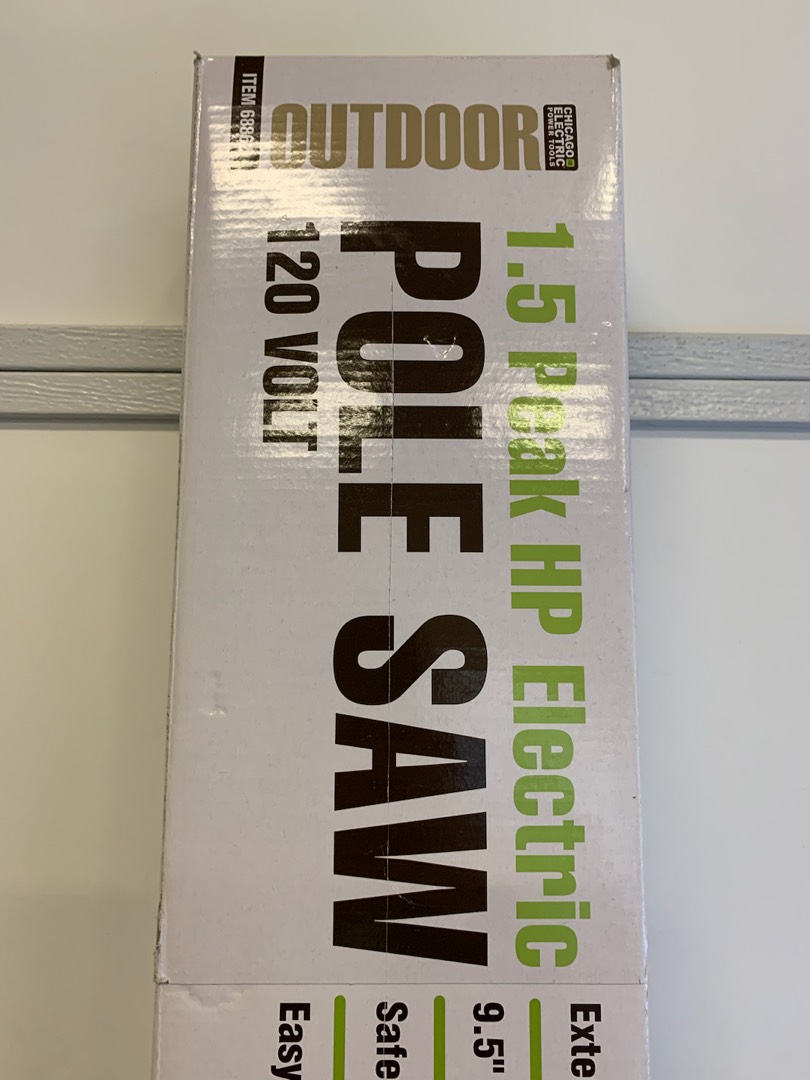 CHICAGO
ELECTRIC
POWER TOOLS
OUTDOOR
ITEM
1.5 Peak HP Electric
POLE SAW
120 VOLT
9.5"
Safe
Easy